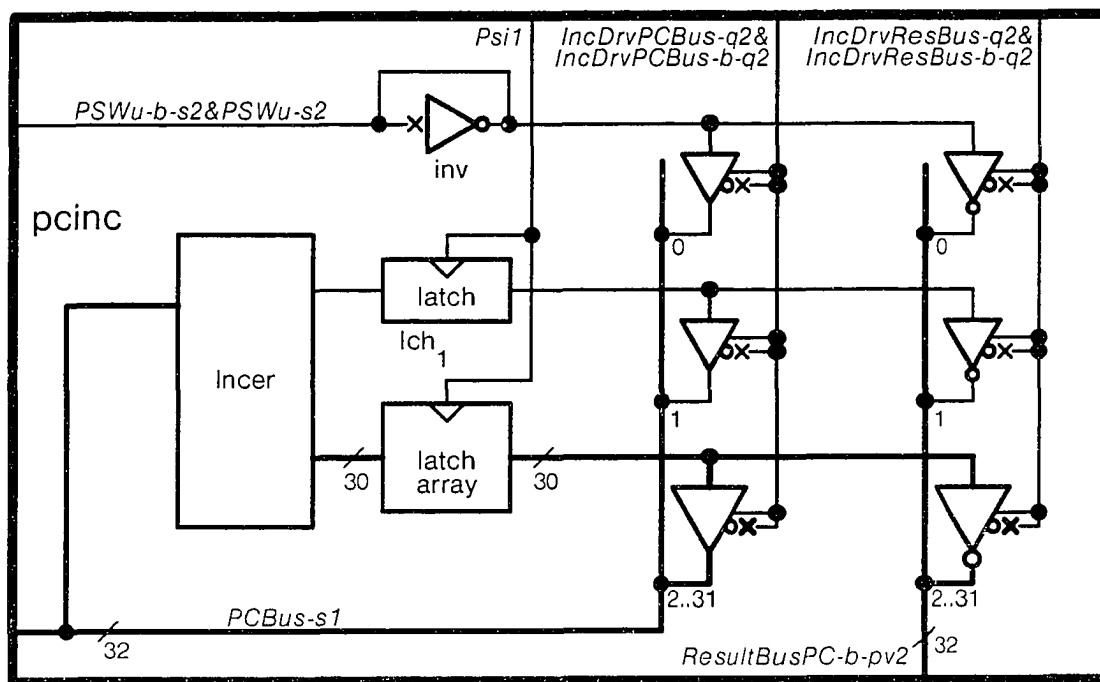 Psi1
IncDrvPCBus-q2&
IncDrvPCBus-b-q2
IncDrvResBus-q2&
IncDrvResBus-b-q2
PSWu-b-s2&PSWu-s2
inv
pcinc
0
0
latch
lch1
Incer
1
1
latch
array
30
30
2..31
2..31
PCBus-s1
32
ResultBusPC-b-pv2
32